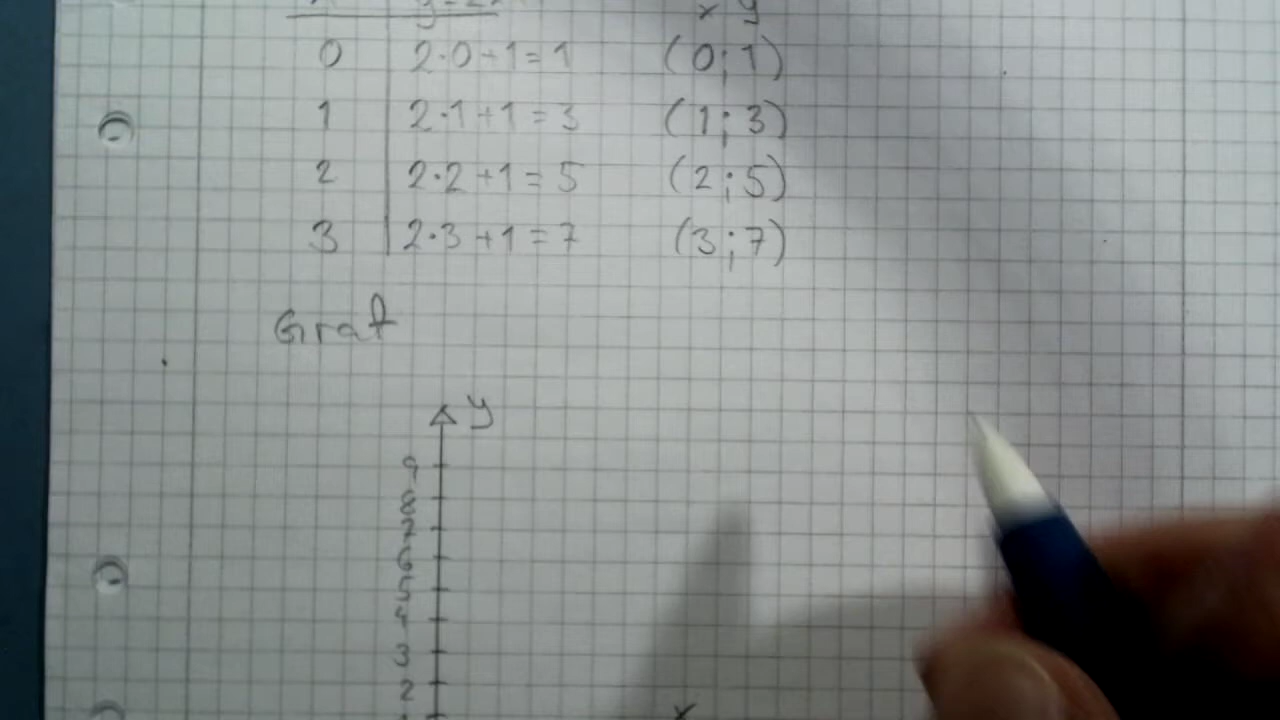 x y
0 2·0+1=1 (0;1)
1 2·1+1=3 (1;3)
2 2·2+1=5 (2;5)
3 2·3+1=7 (3;7)
Graf
y
9
8
7
6
5
4
3
2
x